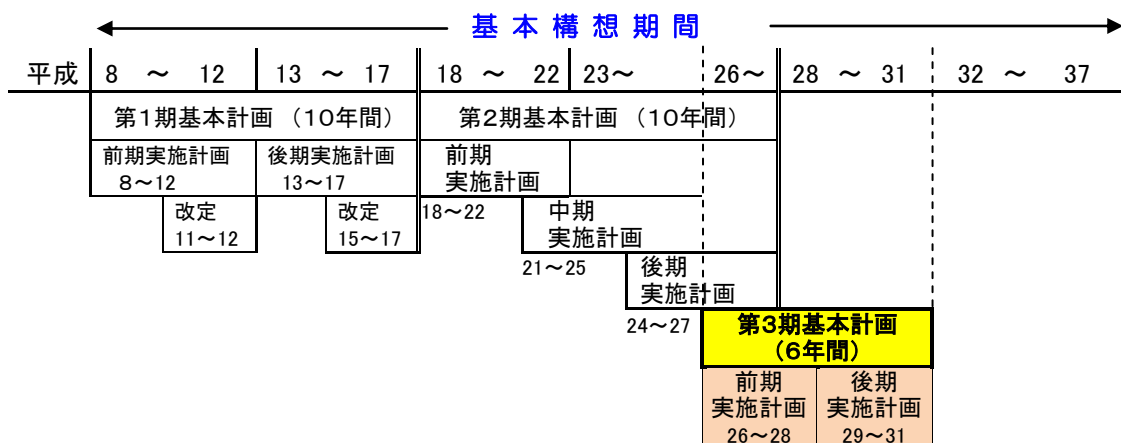 基本構想期間
平成 8 ～ 12 13 ～ 17 18 ～ 22 23～ 26～ 28 ～ 31 32 ～ 37
第1期基本計画 （10年間） 第2期基本計画 （10年間）
前期実施計画 後期実施計画 前期
8～12 13～17 実施計画
改定 改定 18～22 中期
11～12 15～17 実施計画
21～25 後期
実施計画
24～27 第3期基本計画
（6年間）
前期 後期
実施計画 実施計画
26～28 29～31